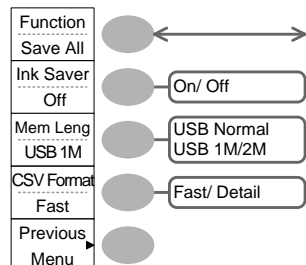 Function
Save All
Ink Saver
Off
On/ Off
Mem Leng
USB 1M
USB Normal
USB 1M/2M
CSV Format
Fast
Fast/ Detail
Previous
Menu